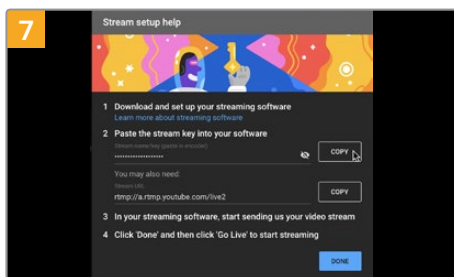 7
Stream setup help
1 Download and set up your streaming software
Learn more about streaming software
2 Paste the stream key into your software
Stream name/key (paste in encoder)
••••••••••••••••••••
COPY
You may also need:
Stream URL
rtmp://a.rtmp.youtube.com/live2
COPY
3 In your streaming software, start sending us your video stream
4 Click 'Done' and then click 'Go Live' to start streaming
DONE